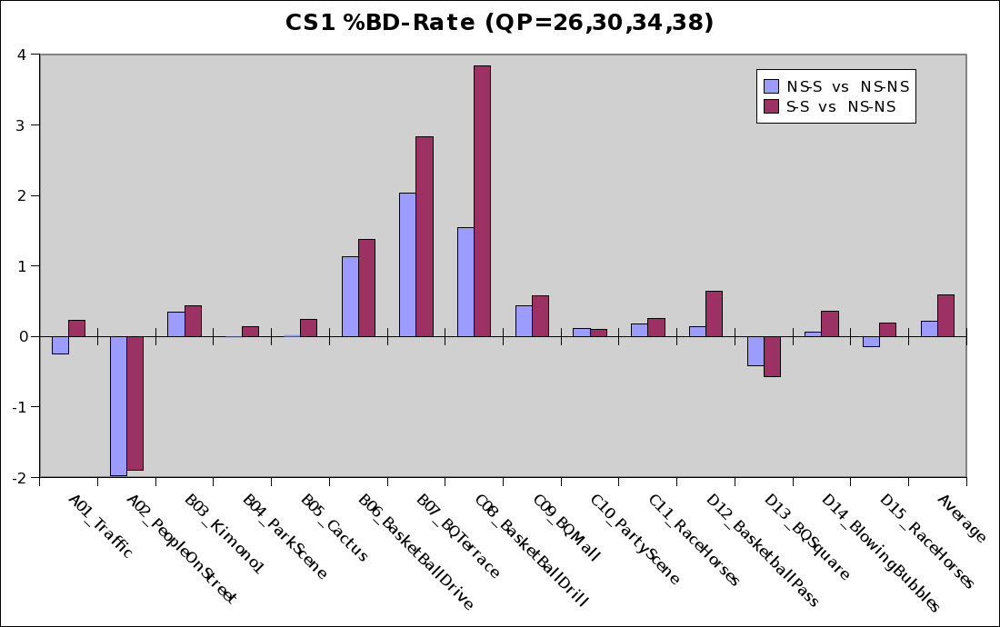 CS1 %BD-Rate (QP=26,30,34,38)
NS-S vs NS-NS
S-S vs NS-NS
4
3
2
1
0
-1
-2
A01_Traffic
A02_PeopleOnStreet
B03_Kimono1
B04_ParkScene
B05_Cactus
B06_BasketBallDrive
B07_BQTerrace
C08_BasketBallDrill
C09_BQMall
C10_PartyScene
C11_RaceHorses
D12_BasketballPass
D13_BQSquare
D14_BlowingBubbles
D15_RaceHorses
Average